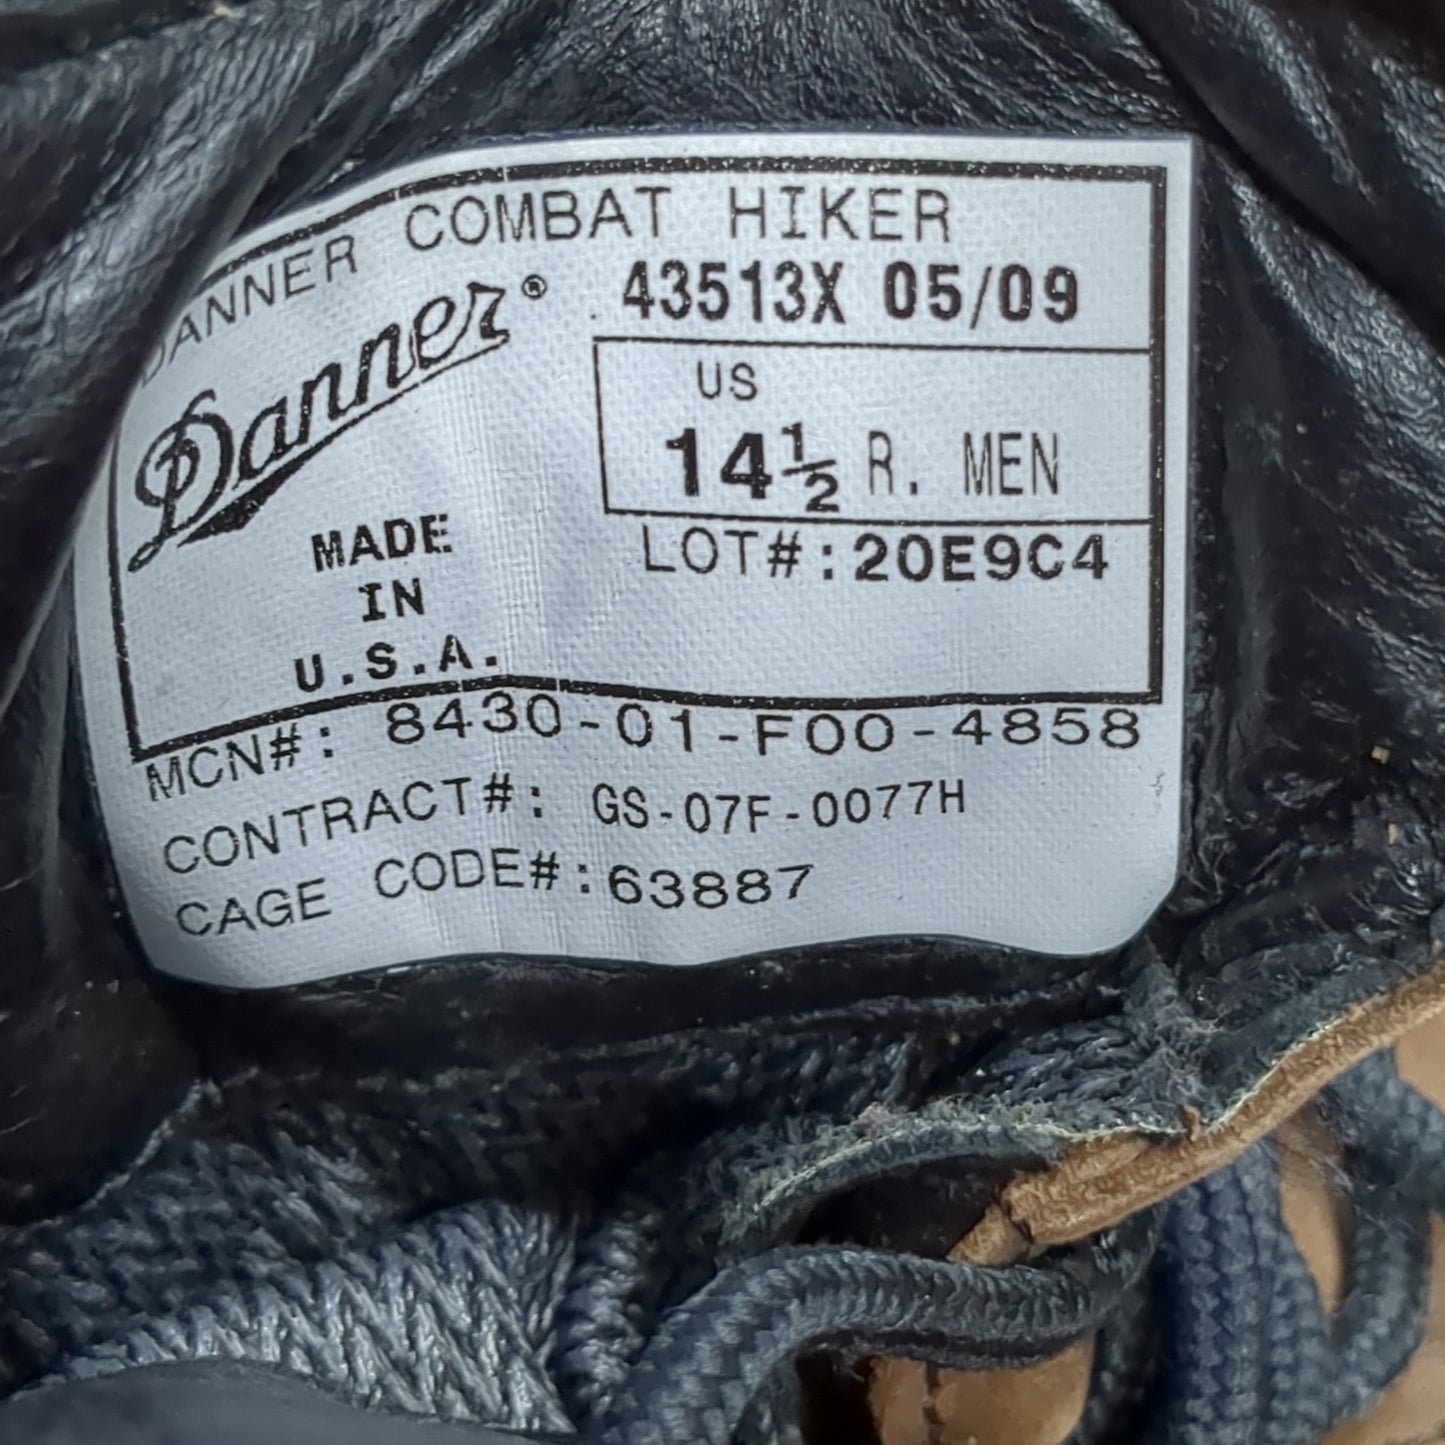 DANNER COMBAT HIKER
Danner®
43513X 05/09
US
14½ R. MEN
LOT#:20E9C4
MADE
IN
U.S.A.
MCN#: 8430-01-F00-4858
CONTRACT#: GS-07F-0077H
CAGE CODE#:63887